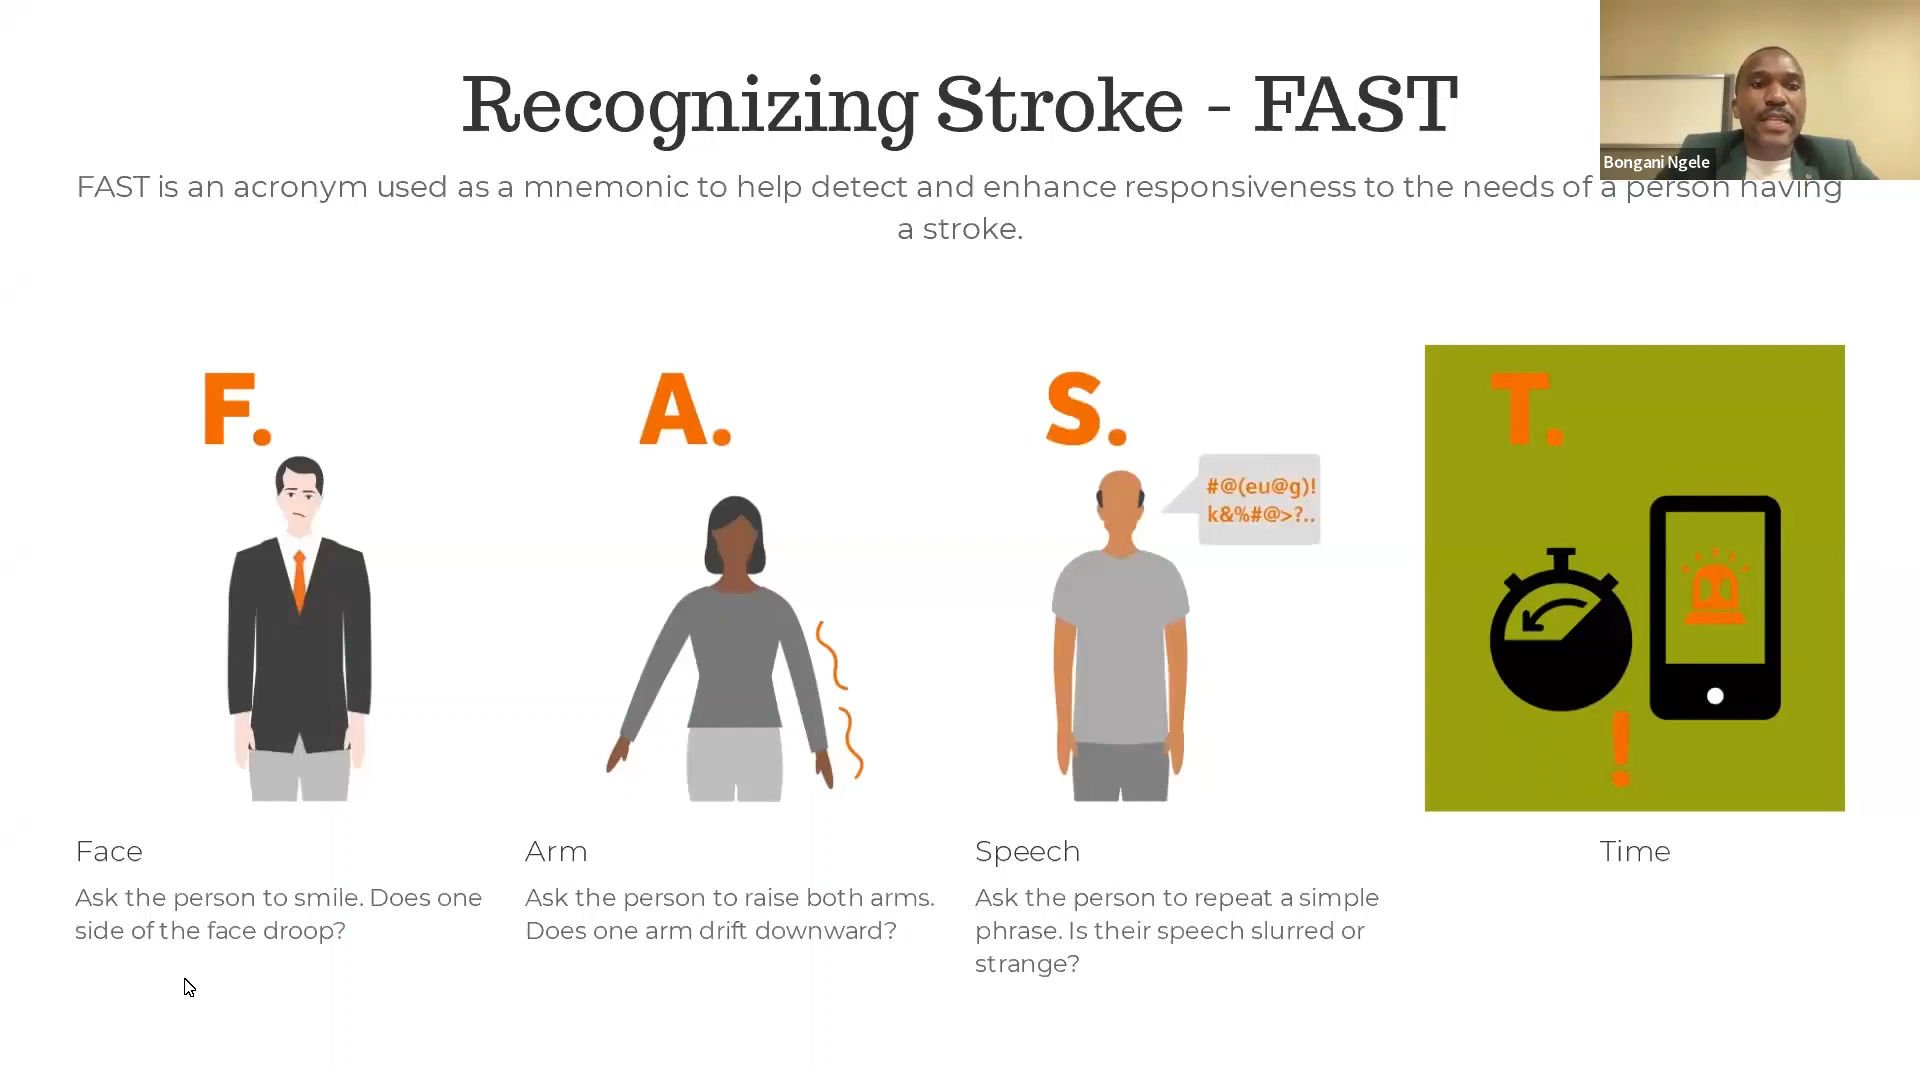 Recognizing Stroke - FAST
Bongani Ngele
FAST is an acronym used as a mnemonic to help detect and enhance responsiveness to the needs of a person having
a stroke.
F.
A.
S.
T.
#@(eu@g)!
k&%#@>?..
!
Face
Ask the person to smile. Does one
side of the face droop?
Arm
Ask the person to raise both arms.
Does one arm drift downward?
Speech
Ask the person to repeat a simple
phrase. Is their speech slurred or
strange?
Time